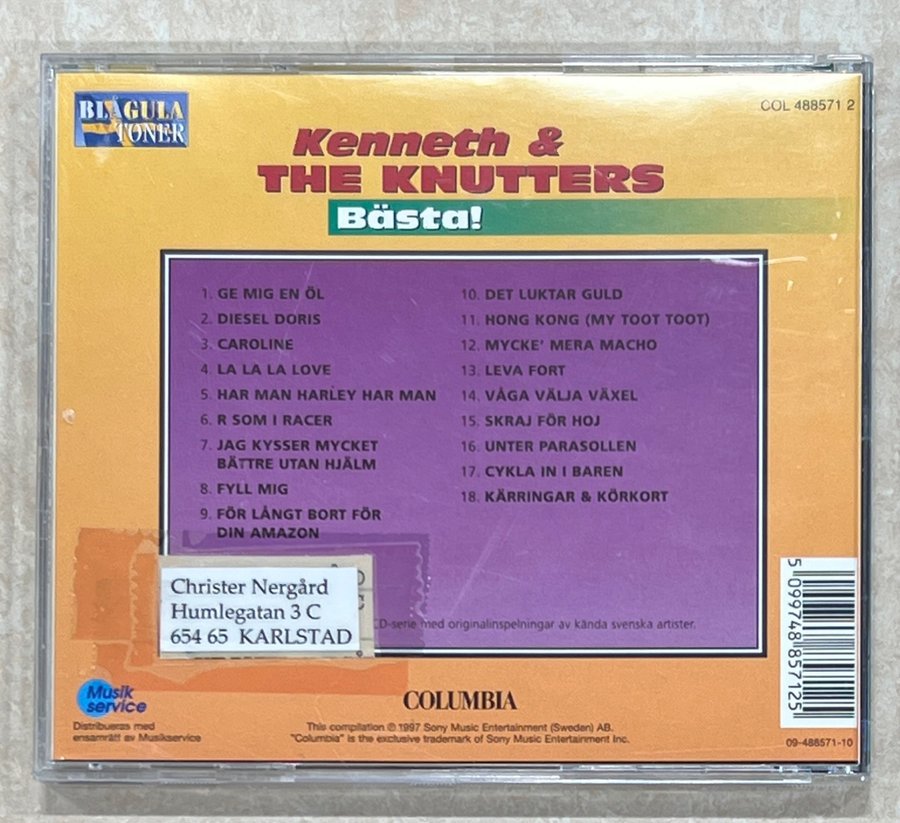 BLÅGULA
TONER
COL 488571 2
Kenneth &
THE KNUTTERS
Bästa!
1. GE MIG EN ÖL
2. DIESEL DORIS
3. CAROLINE
4. LA LA LA LOVE
5. HAR MAN HARLEY HAR MAN
6. R SOM I RACER
7. JAG KYSSER MYCKET
BÄTTRE UTAN HJÄLM
8. FYLL MIG
9. FÖR LÅNGT BORT FÖR
DIN AMAZON
10. DET LUKTAR GULD
11. HONG KONG (MY TOOT TOOT)
12. MYCKE' MERA MACHO
13. LEVA FORT
14. VÅGA VÄLJA VÄXEL
15. SKRAJ FÖR HOJ
16. UNTER PARASOLLEN
17. CYKLA IN I BAREN
18. KÄRRINGAR & KÖRKORT
Christer Nergård
Humlegatan 3 C
654 65 KARLSTAD
CD-serie med originalinspelningar av kända svenska artister.
5 099748 857125
Musik
service
Distribueras med
ensamrätt av Musikservice
COLUMBIA
This compilation ℗ 1997 Sony Music Entertainment (Sweden) AB.
"Columbia" is the exclusive trademark of Sony Music Entertainment Inc.
09-488571-10